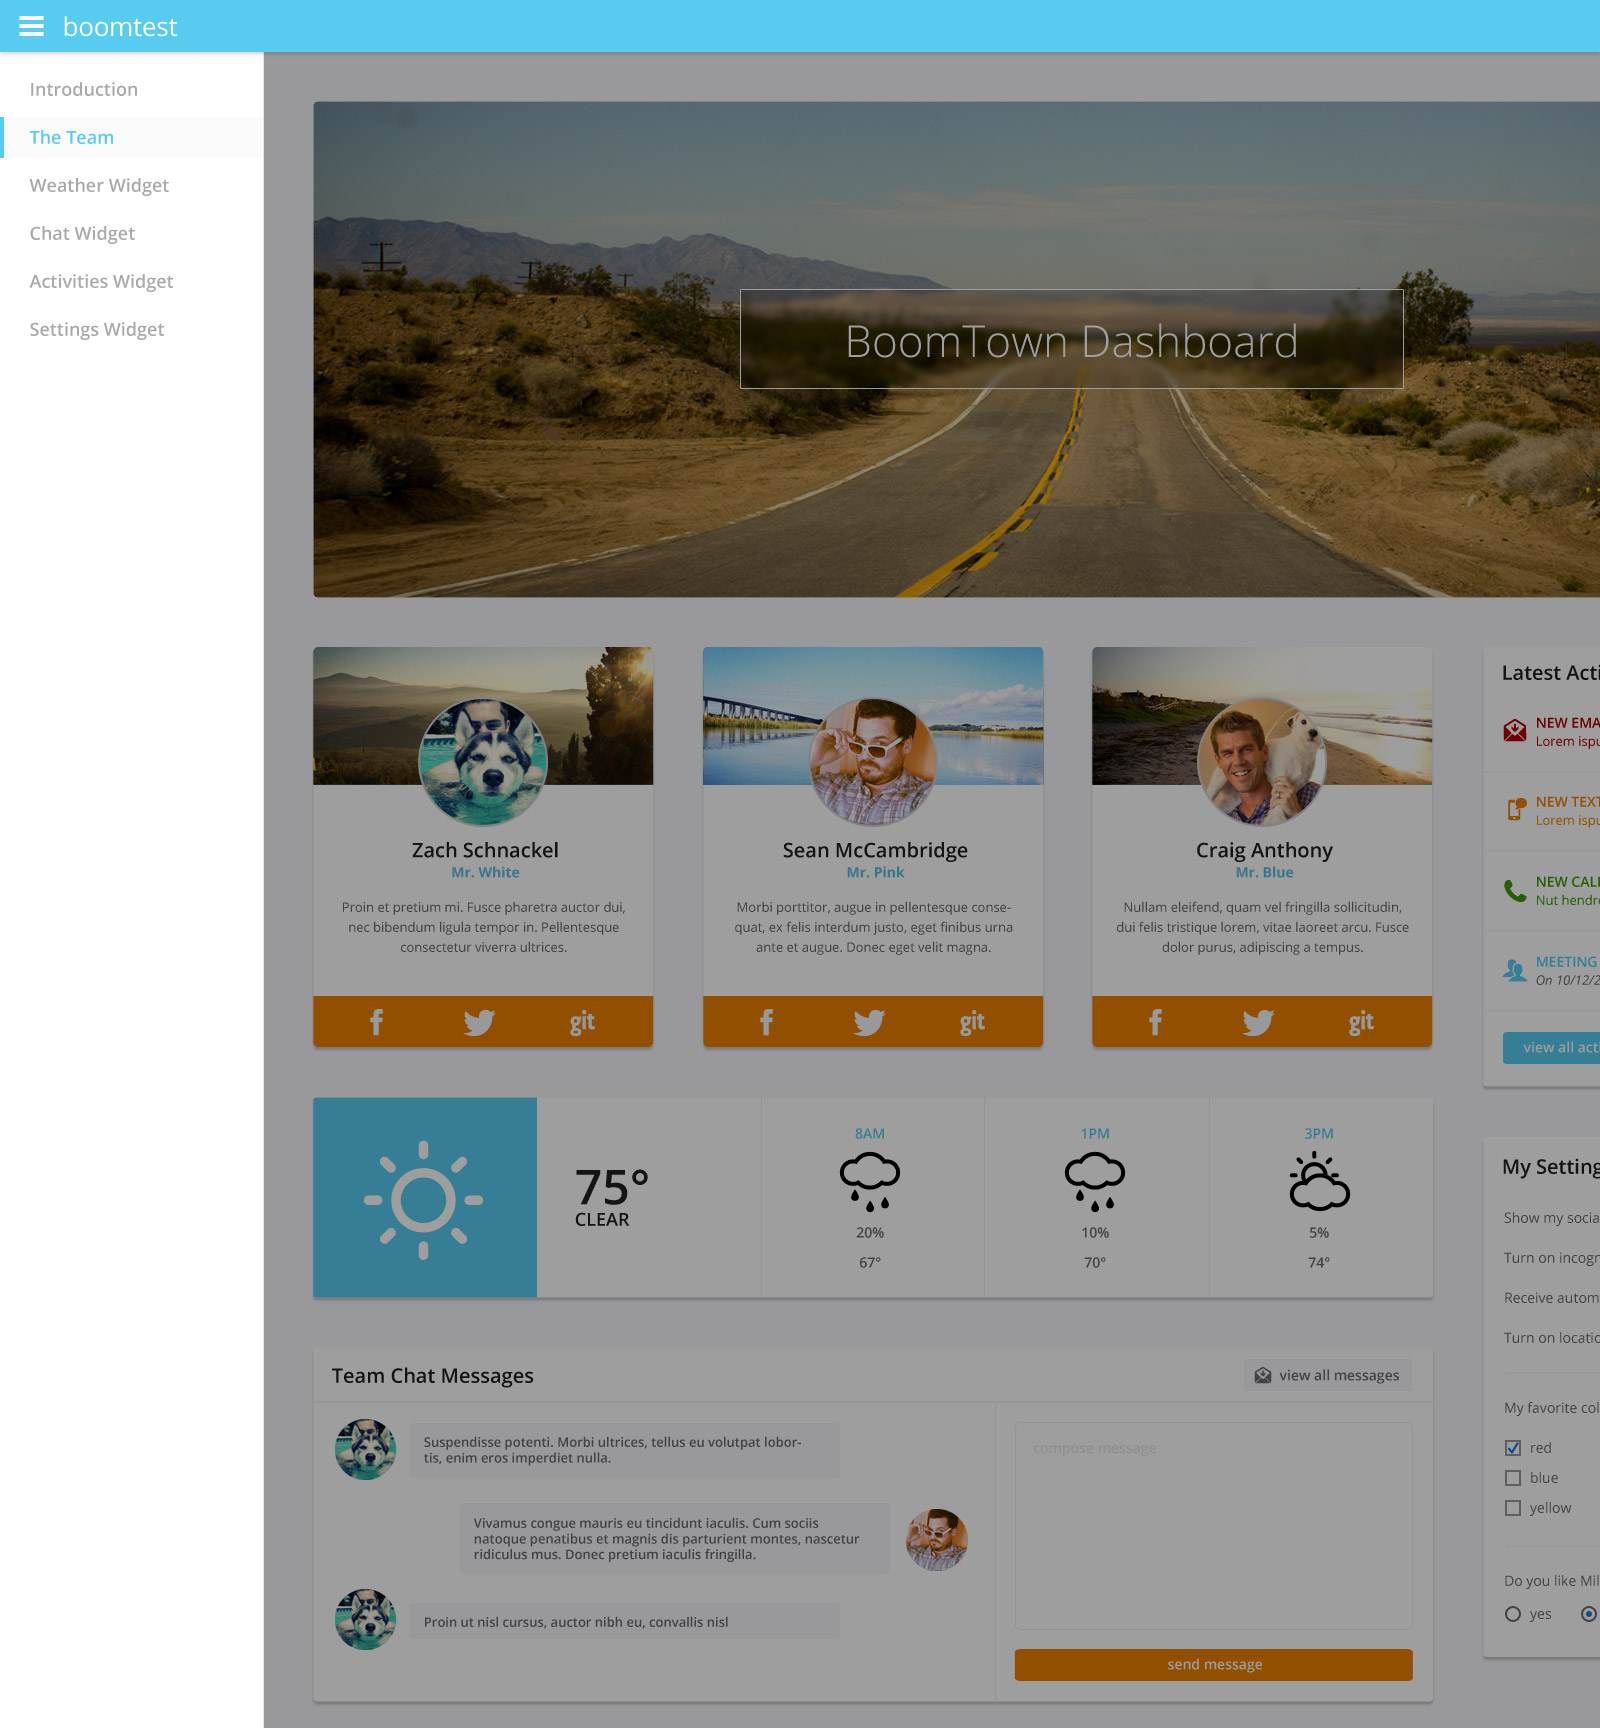 boomtest
Introduction
The Team
Weather Widget
Chat Widget
Activities Widget
Settings Widget
BoomTown Dashboard
Zach Schnackel
Mr. White
Proin et pretium mi. Fusce pharetra auctor dui,
nec bibendum ligula tempor in. Pellentesque
consectetur viverra ultrices.
git
Sean McCambridge
Mr. Pink
Morbi porttitor, augue in pellentesque conse-
quat, ex felis interdum justo, eget finibus urna
ante et augue. Donec eget velit magna.
git
Craig Anthony
Mr. Blue
Nullam eleifend, quam vel fringilla sollicitudin,
dui felis tristique lorem, vitae laoreet arcu. Fusce
dolor purus, adipiscing a tempus.
git
Latest Acti
NEW EMA
Lorem ispu
NEW TEXT
Lorem ispu
NEW CALL
Nut hendre
MEETING
On 10/12/2
view all acti
75°
CLEAR
8AM
20%
67°
1PM
10%
70°
3PM
5%
74°
My Setting
Show my socia
Turn on incogn
Receive autom
Turn on locatio
My favorite col
red
blue
yellow
Do you like Mil
yes
Team Chat Messages
view all messages
Suspendisse potenti. Morbi ultrices, tellus eu volutpat lobor-
tis, enim eros imperdiet nulla.
Vivamus congue mauris eu tincidunt iaculis. Cum sociis
natoque penatibus et magnis dis parturient montes, nascetur
ridiculus mus. Donec pretium iaculis fringilla.
Proin ut nisl cursus, auctor nibh eu, convallis nisl
compose message
send message